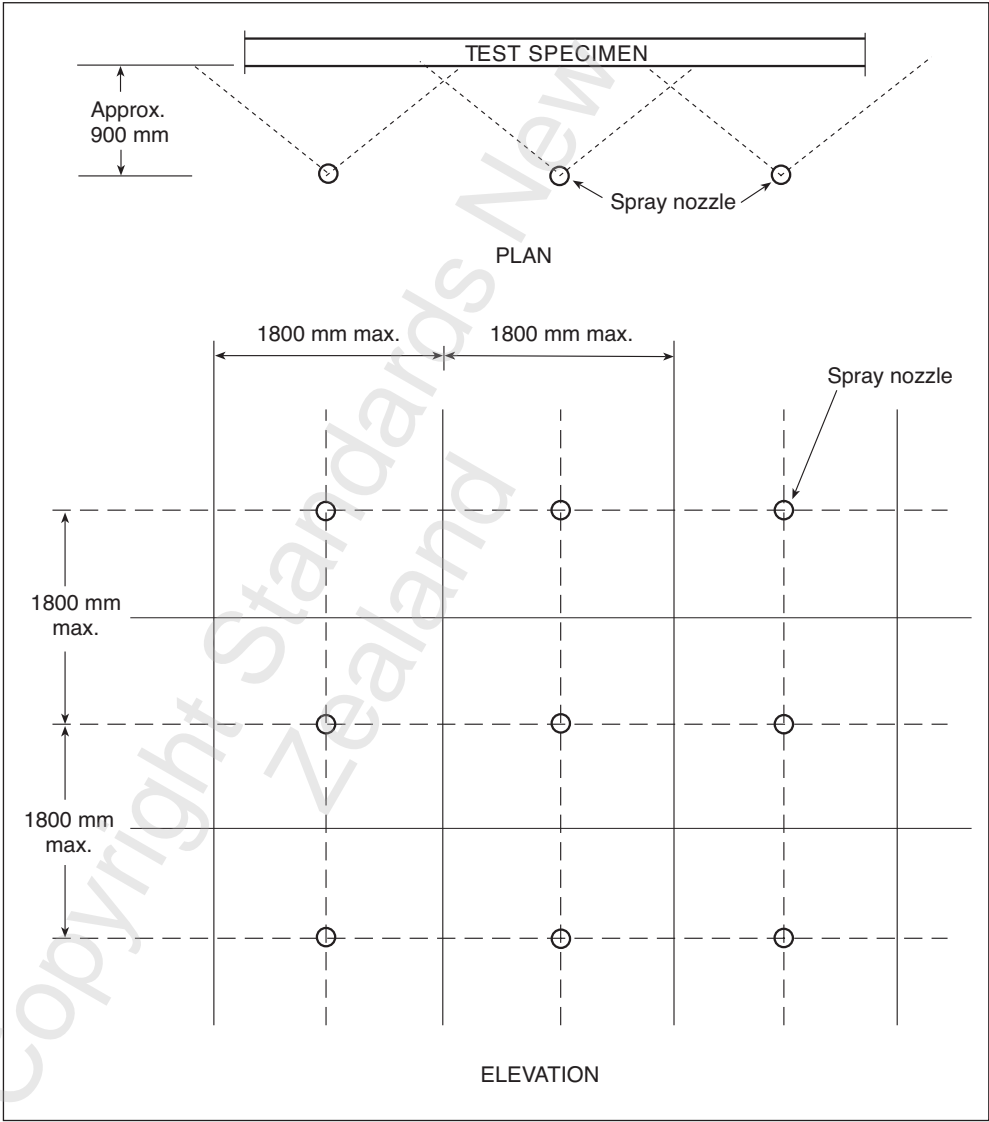 TEST SPECIMEN
Approx.
900 mm
Spray nozzle
PLAN
1800 mm max.
1800 mm max.
Spray nozzle
1800 mm
max.
1800 mm
max.
ELEVATION
Copyright Standards New
Zealand